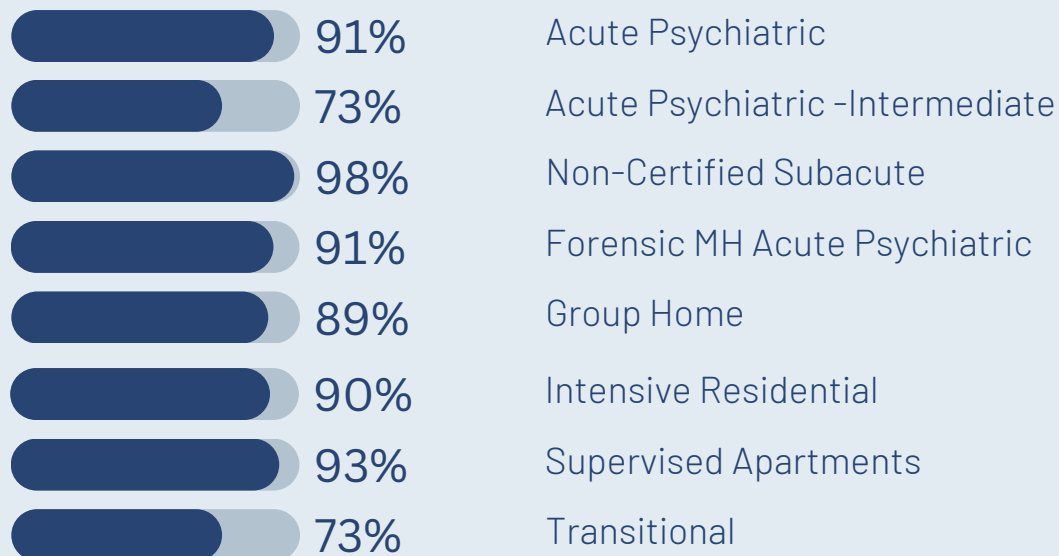 91% Acute Psychiatric
73% Acute Psychiatric -Intermediate
98% Non-Certified Subacute
91% Forensic MH Acute Psychiatric
89% Group Home
90% Intensive Residential
93% Supervised Apartments
73% Transitional